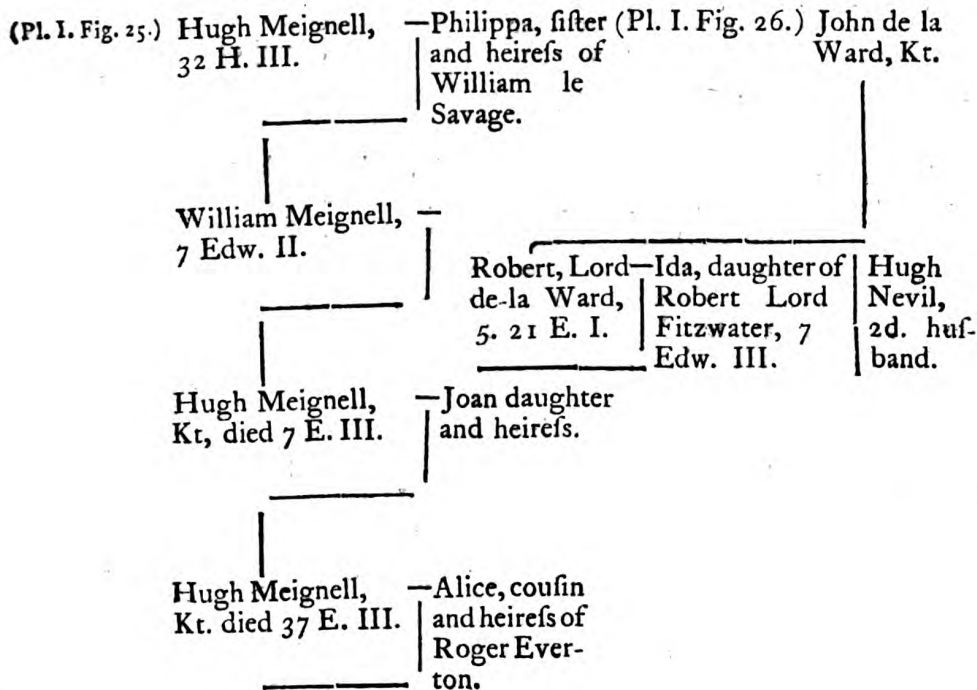 (Pl. I. Fig. 25.) Hugh Meignell,
32 H. III.
—Philippa, ſiſter
and heireſs of
William le
Savage.
(Pl. I. Fig. 26.) John de la
Ward, Kt.
William Meignell, —
7 Edw. II.
Robert, Lord
de-la Ward,
5. 21 E. I.
—Ida, daughter of
Robert Lord
Fitzwater, 7
Edw. III.
Hugh
Nevil,
2d. huſ-
band.
Hugh Meignell,
Kt, died 7 E. III.
—Joan daughter
and heireſs.
Hugh Meignell,
Kt. died 37 E. III.
—Alice, couſin
and heireſs of
Roger Ever-
ton.